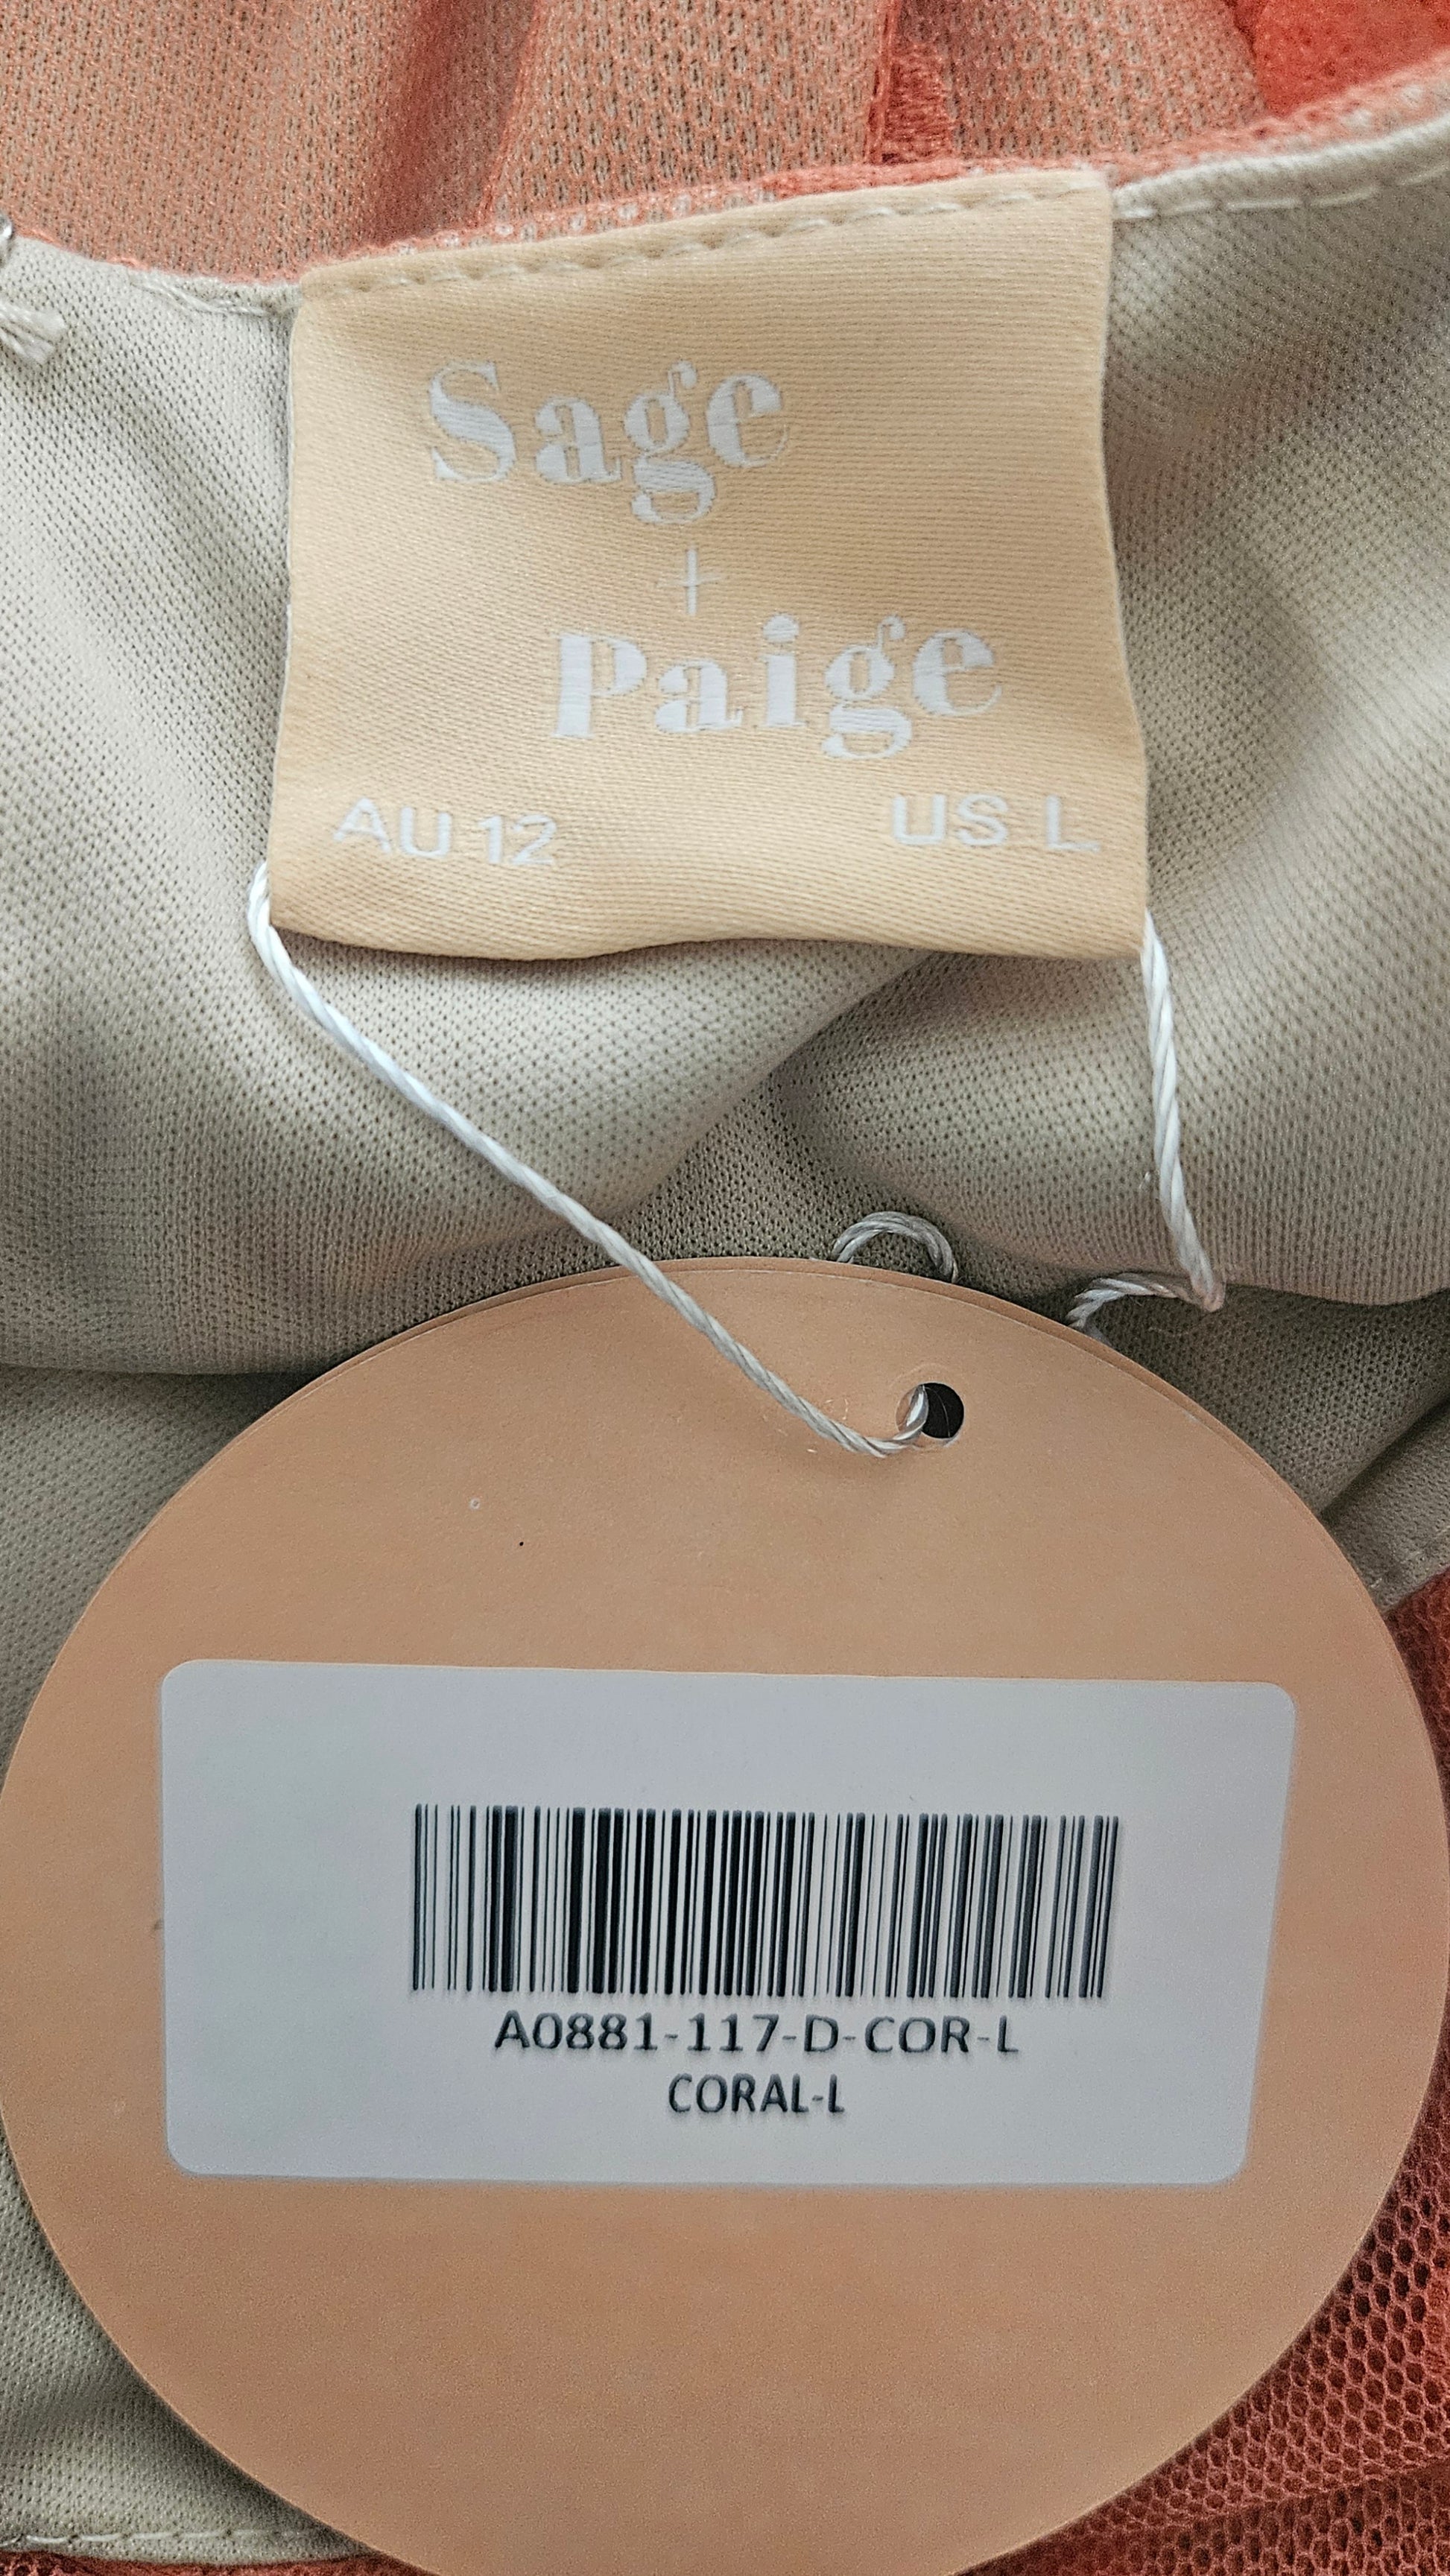 Sage
+
Paige
AU 12 US L
A0881-117-D-COR-L
CORAL-L